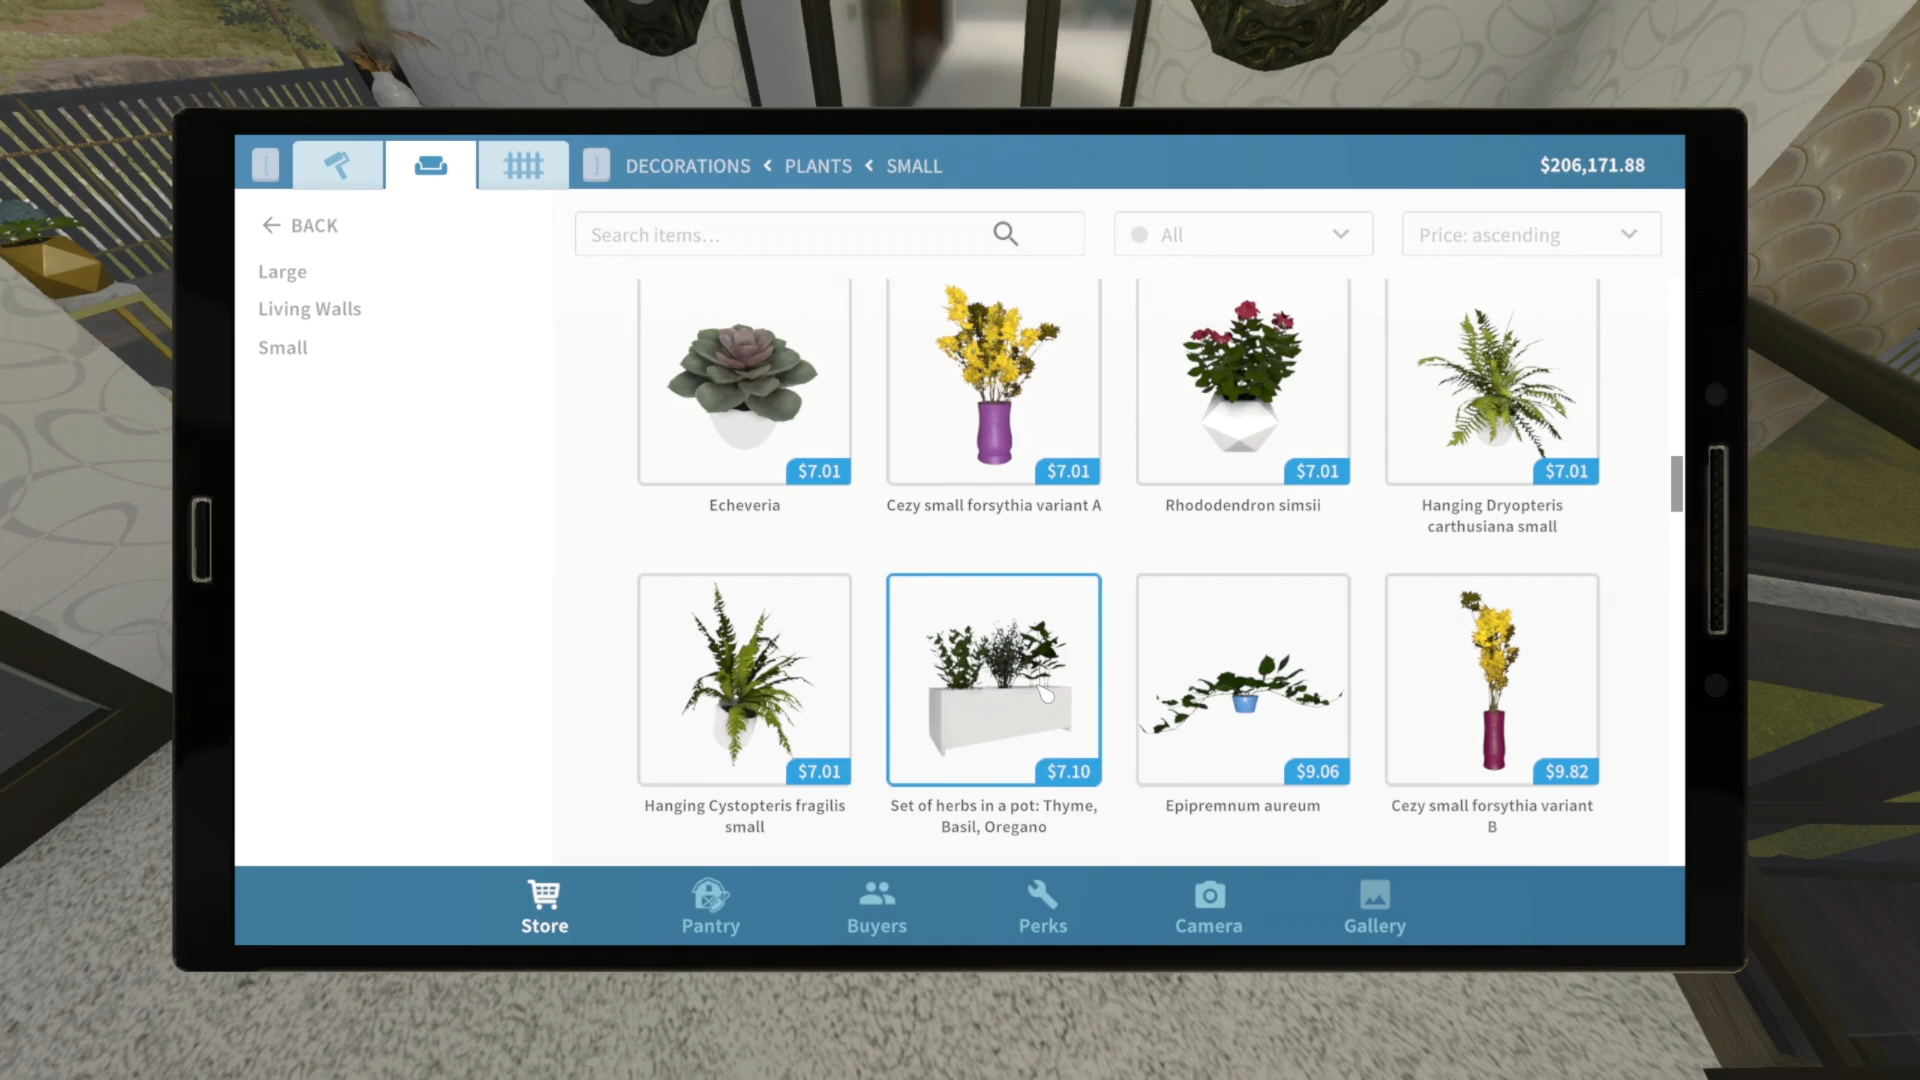 [
]
DECORATIONS < PLANTS < SMALL
$206,171.88
← BACK
Large
Living Walls
Small
Search items...
All
Price: ascending
$7.01
$7.01
$7.01
$7.01
Echeveria
Cezy small forsythia variant A
Rhododendron simsii
Hanging Dryopteris
carthusiana small
$7.01
$7.10
$9.06
$9.82
Hanging Cystopteris fragilis
small
Set of herbs in a pot: Thyme,
Basil, Oregano
Epipremnum aureum
Cezy small forsythia variant
B
Store
Pantry
Buyers
Perks
Camera
Gallery